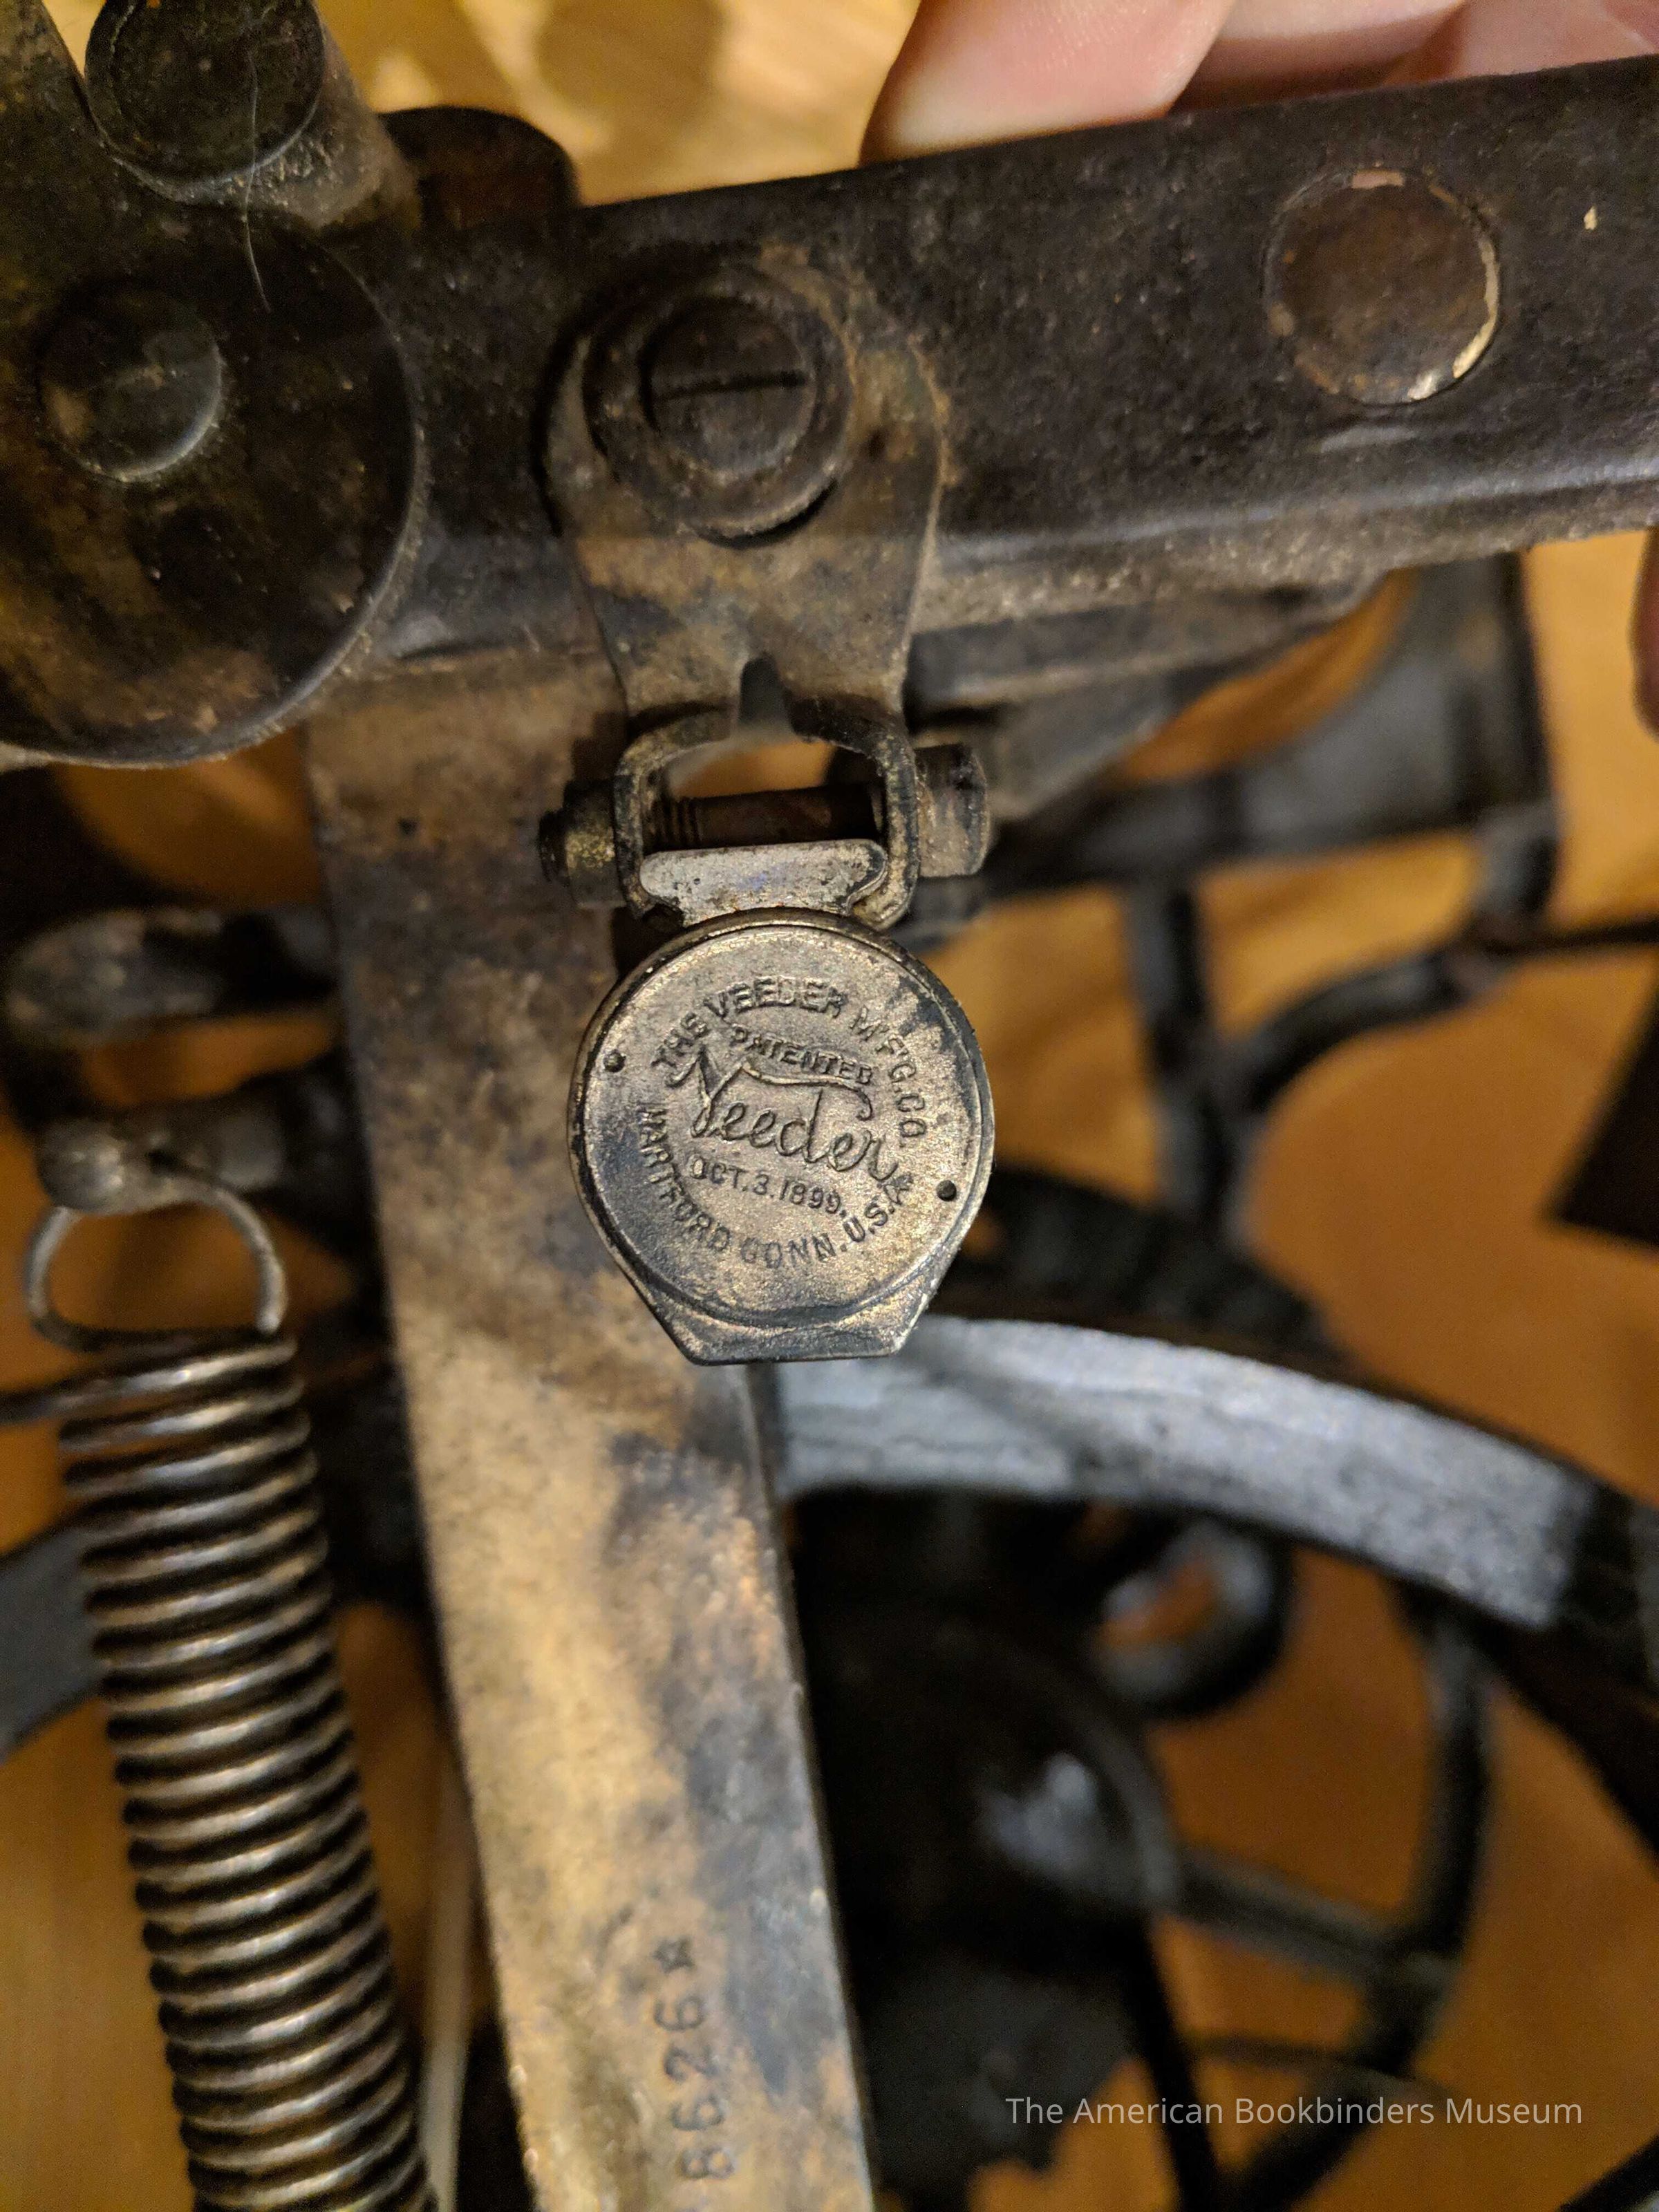 THE VEEDER M'F'G. CO.
PATENTED
Veeder
OCT. 3. 1899.
HARTFORD CONN. U.S.A.
8626★
The American Bookbinders Museum